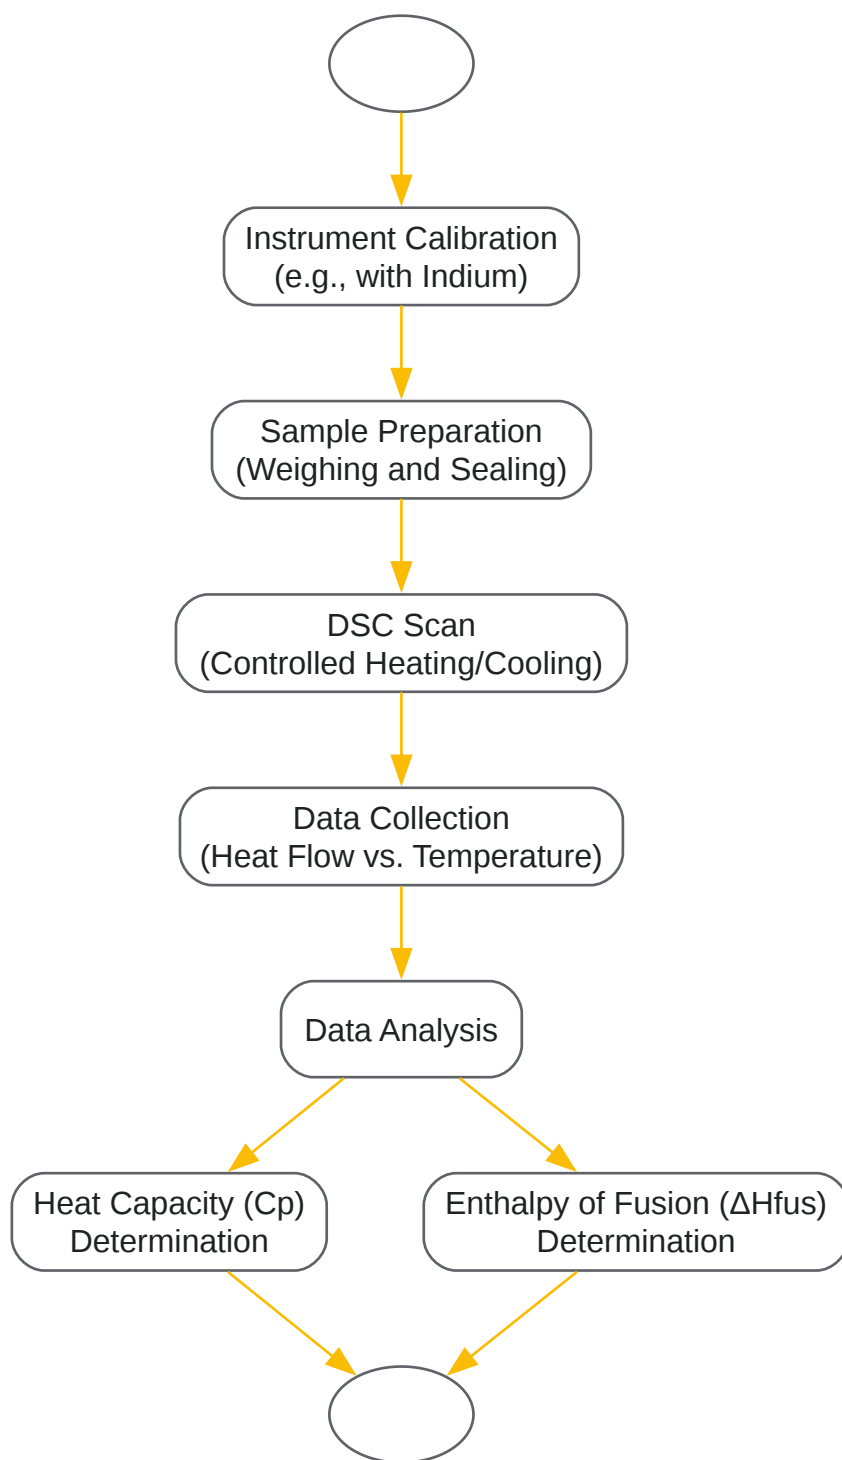 Instrument Calibration
(e.g., with Indium)
Sample Preparation
(Weighing and Sealing)
DSC Scan
(Controlled Heating/Cooling)
Data Collection
(Heat Flow vs. Temperature)
Data Analysis
Heat Capacity (Cp)
Determination
Enthalpy of Fusion (ΔHfus)
Determination